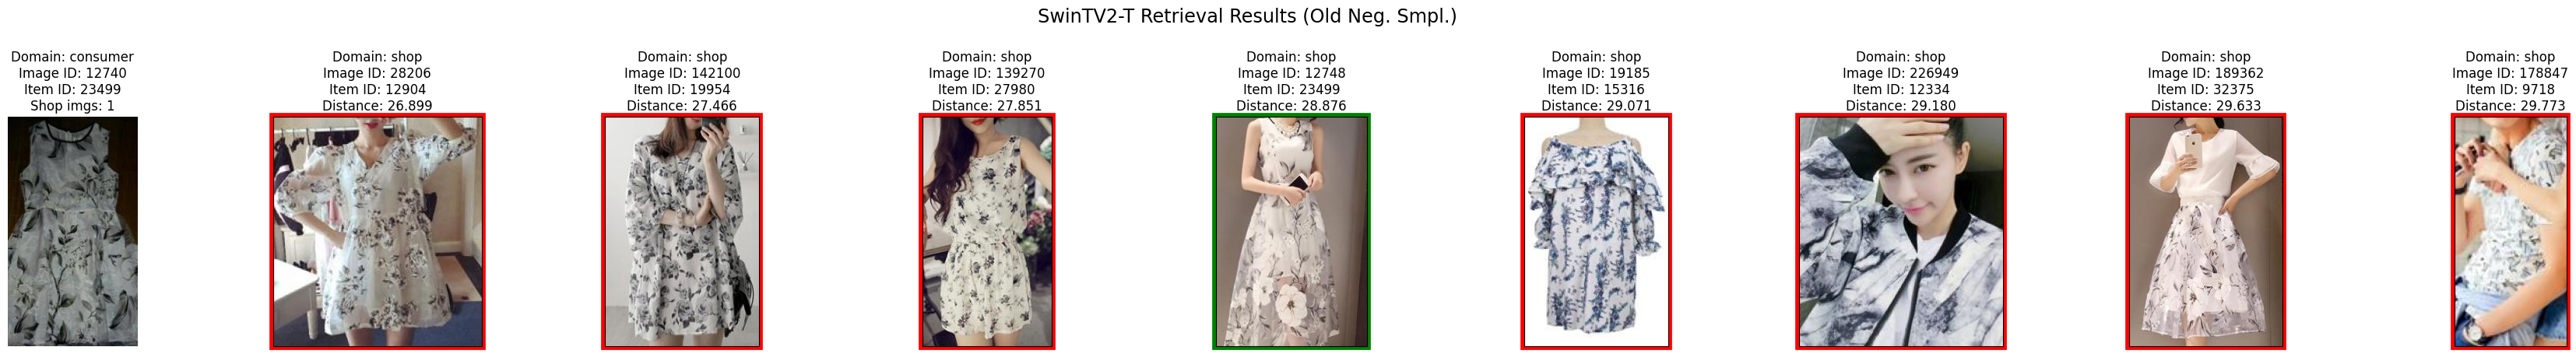 SwinTV2-T Retrieval Results (Old Neg. Smpl.)
Domain: consumer
Image ID: 12740
Item ID: 23499
Shop imgs: 1
Domain: shop
Image ID: 28206
Item ID: 12904
Distance: 26.899
Domain: shop
Image ID: 142100
Item ID: 19954
Distance: 27.466
Domain: shop
Image ID: 139270
Item ID: 27980
Distance: 27.851
Domain: shop
Image ID: 12748
Item ID: 23499
Distance: 28.876
Domain: shop
Image ID: 19185
Item ID: 15316
Distance: 29.071
Domain: shop
Image ID: 226949
Item ID: 12334
Distance: 29.180
Domain: shop
Image ID: 189362
Item ID: 32375
Distance: 29.633
Domain: shop
Image ID: 178847
Item ID: 9718
Distance: 29.773